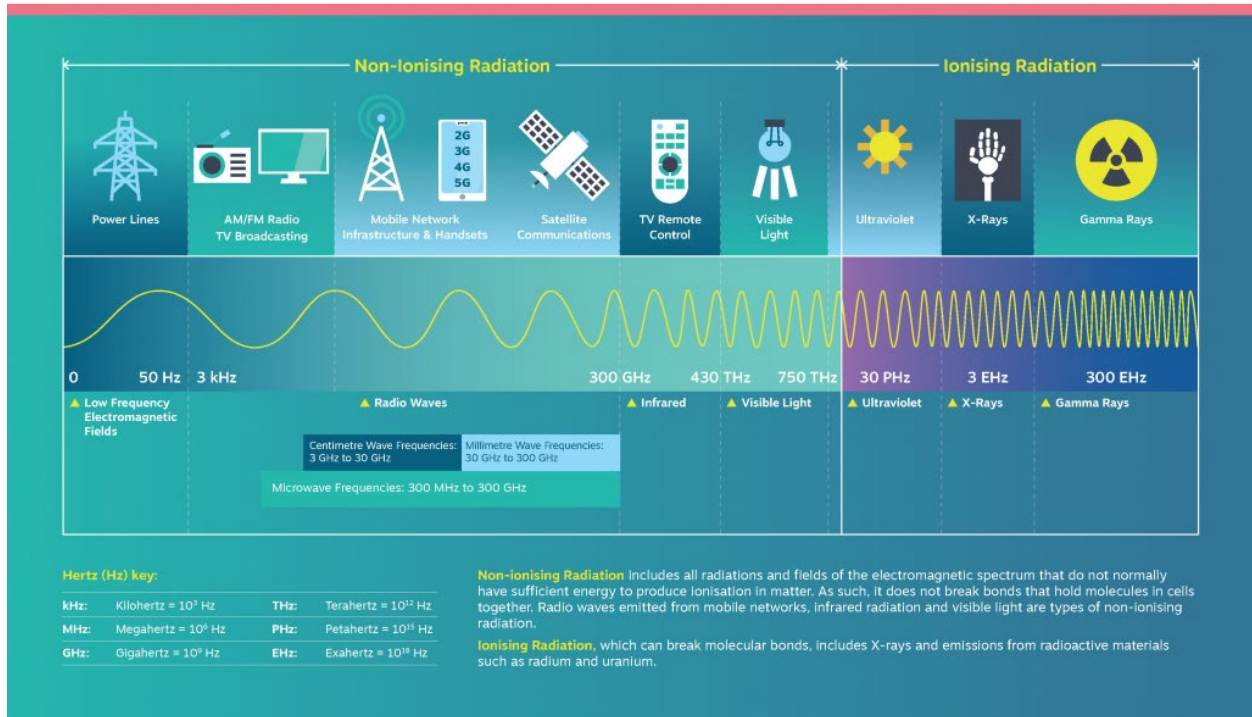 Non-Ionising Radiation
Ionising Radiation
2G
3G
4G
5G
Power Lines
AM/FM Radio
TV Broadcasting
Mobile Network
Infrastructure & Handsets
Satellite
Communications
TV Remote
Control
Visible
Light
Ultraviolet
X-Rays
Gamma Rays
0
50 Hz
3 kHz
300 GHz
430 THz
750 THz
30 PHz
3 EHz
300 EHz
Low Frequency
Electromagnetic
Fields
Radio Waves
Infrared
Visible Light
Ultraviolet
X-Rays
Gamma Rays
Centimetre Wave Frequencies:
3 GHz to 30 GHz
Millimetre Wave Frequencies:
30 GHz to 300 GHz
Microwave Frequencies: 300 MHz to 300 GHz
Hertz (Hz) key:
kHz: Kilohertz = 10³ Hz THz: Terahertz = 10¹² Hz
MHz: Megahertz = 10⁶ Hz PHz: Petahertz = 10¹⁵ Hz
GHz: Gigahertz = 10⁹ Hz EHz: Exahertz = 10¹⁸ Hz
Non-ionising Radiation Includes all radiations and fields of the electromagnetic spectrum that do not normally
have sufficient energy to produce ionisation in matter. As such, it does not break bonds that hold molecules in cells
together. Radio waves emitted from mobile networks, infrared radiation and visible light are types of non-ionising
radiation.
Ionising Radiation, which can break molecular bonds, includes X-rays and emissions from radioactive materials
such as radium and uranium.